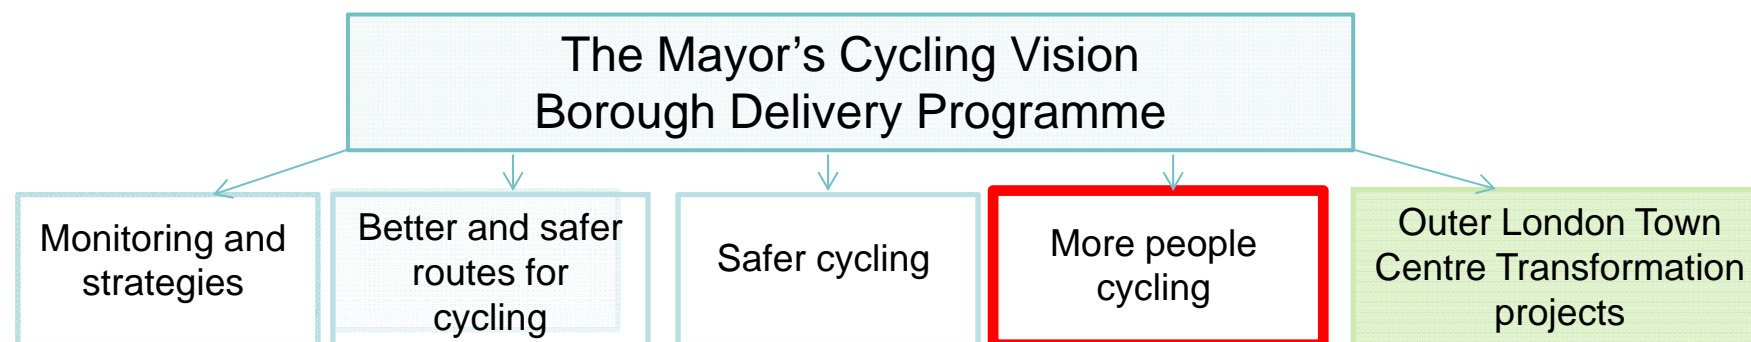 The Mayor’s Cycling Vision
Borough Delivery Programme
Monitoring and
strategies
Better and safer
routes for
cycling
Safer cycling
More people
cycling
Outer London Town
Centre Transformation
projects